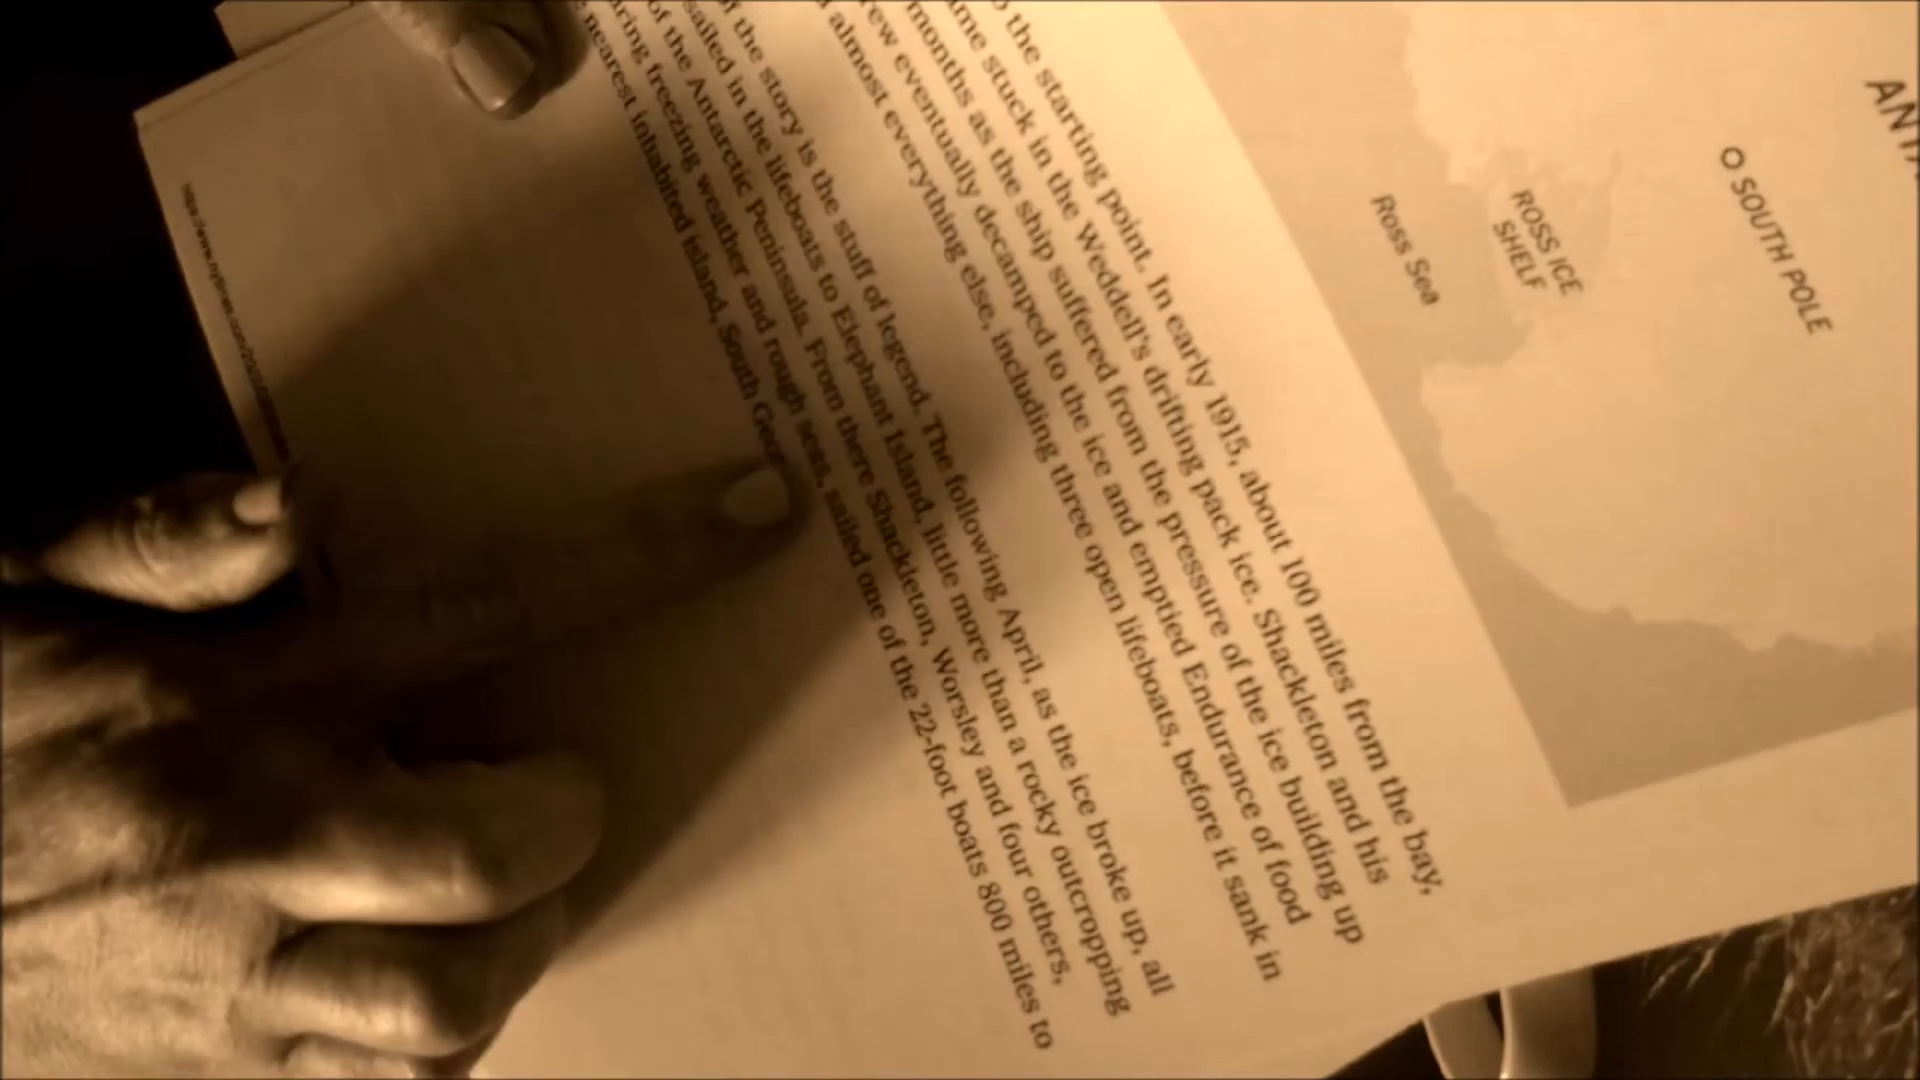 ANTA
O SOUTH POLE
ROSS ICE
SHELF
Ross Sea
the starting point. In early 1915, about 100 miles from the bay,
stuck in the Weddell's drifting pack ice. Shackleton and his
months as the ship suffered from the pressure of the ice building up
eventually decamped to the ice and emptied Endurance of food
almost everything else, including three open lifeboats, before it sank in
the story is the stuff of legend. The following April, as the ice broke up, all
sailed in the lifeboats to Elephant Island, little more than a rocky outcropping
of the Antarctic Peninsula. From there Shackleton, Worsley and four others,
freezing weather and rough seas, sailed one of the 22-foot boats 800 miles to
nearest inhabited island, South Geor